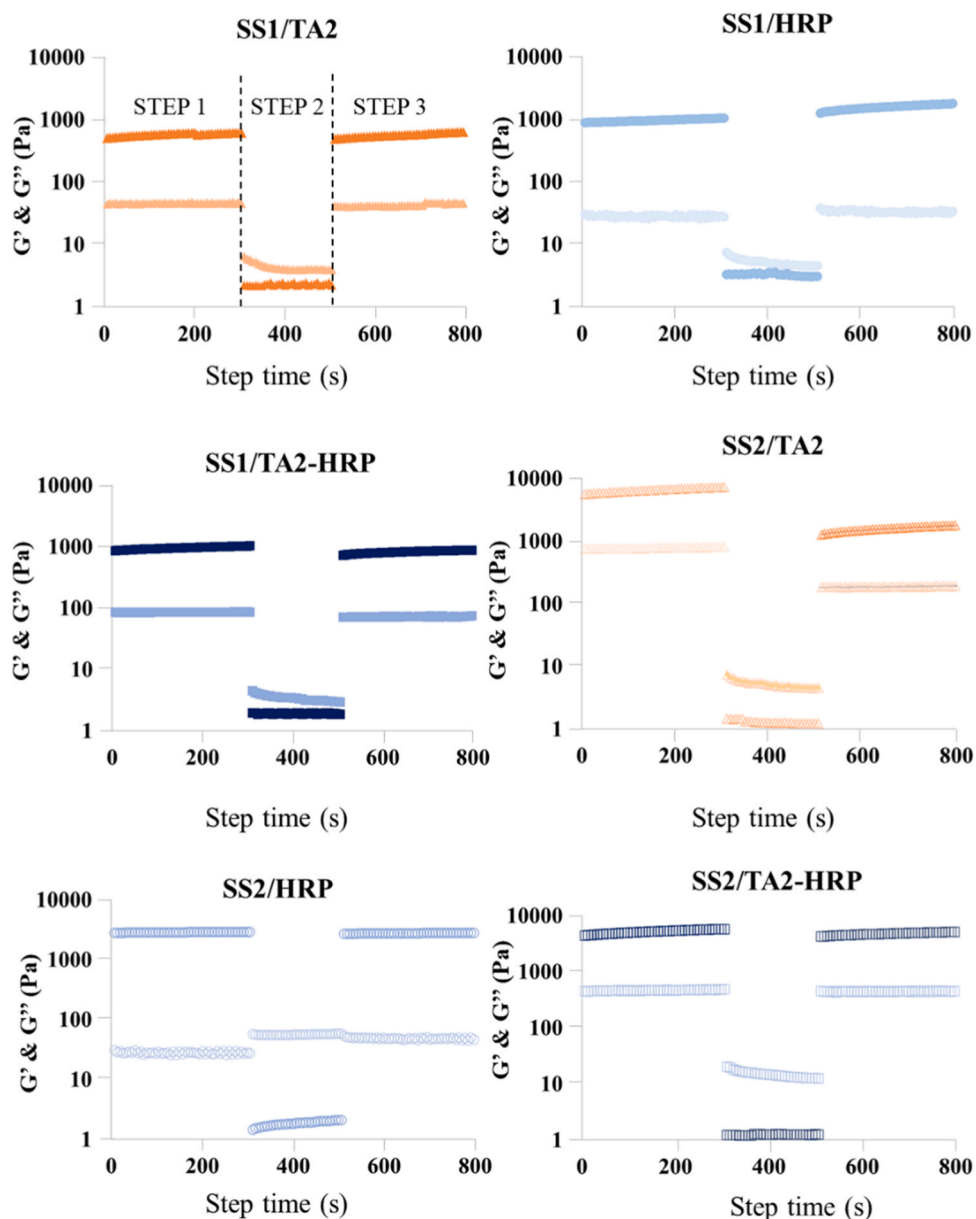 SS1/TA2
G' & G'' (Pa)
10000
1000
100
10
1
STEP 1 STEP 2 STEP 3
0 200 400 600 800
Step time (s)
SS1/HRP
G' & G'' (Pa)
10000
1000
100
10
1
0 200 400 600 800
Step time (s)
SS1/TA2-HRP
G' & G'' (Pa)
10000
1000
100
10
1
0 200 400 600 800
Step time (s)
SS2/TA2
G' & G'' (Pa)
10000
1000
100
10
1
0 200 400 600 800
Step time (s)
SS2/HRP
G' & G'' (Pa)
10000
1000
100
10
1
0 200 400 600 800
Step time (s)
SS2/TA2-HRP
G' & G'' (Pa)
10000
1000
100
10
1
0 200 400 600 800
Step time (s)